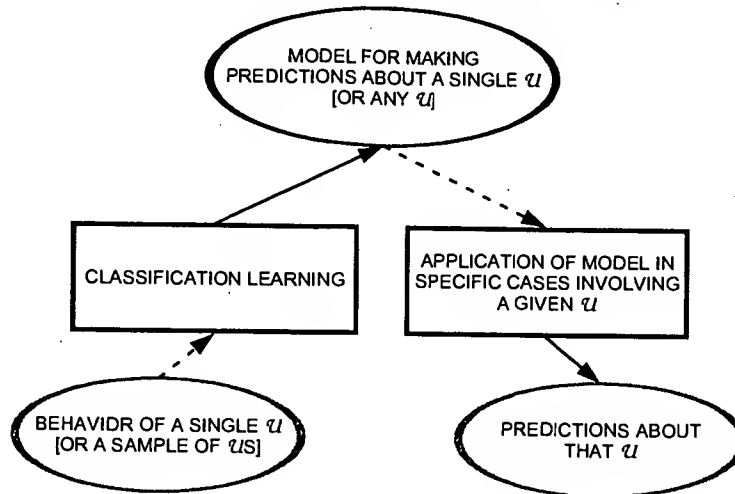 MODEL FOR MAKING
PREDICTIONS ABOUT A SINGLE 𝒰
[OR ANY 𝒰]
CLASSIFICATION LEARNING
APPLICATION OF MODEL IN
SPECIFIC CASES INVOLVING
A GIVEN 𝒰
BEHAVIDR OF A SINGLE 𝒰
[OR A SAMPLE OF 𝒰S]
PREDICTIONS ABOUT
THAT 𝒰